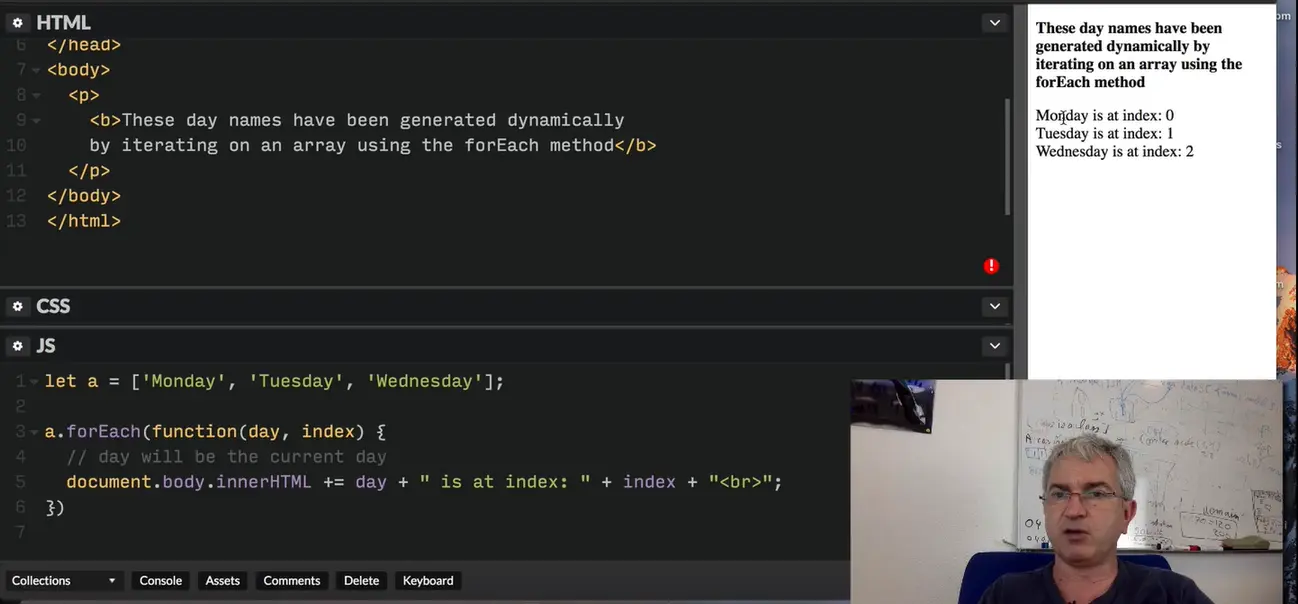 HTML
6 </head>
7 <body>
8 <p>
9 <b>These day names have been generated dynamically
10 by iterating on an array using the forEach method</b>
11 </p>
12 </body>
13 </html>
CSS
JS
1 let a = ['Monday', 'Tuesday', 'Wednesday'];
2
3 a.forEach(function(day, index) {
4 // day will be the current day
5 document.body.innerHTML += day + " is at index: " + index + "<br>";
6 })
7
Collections Console Assets Comments Delete Keyboard
These day names have been
generated dynamically by
iterating on an array using the
forEach method
Monday is at index: 0
Tuesday is at index: 1
Wednesday is at index: 2